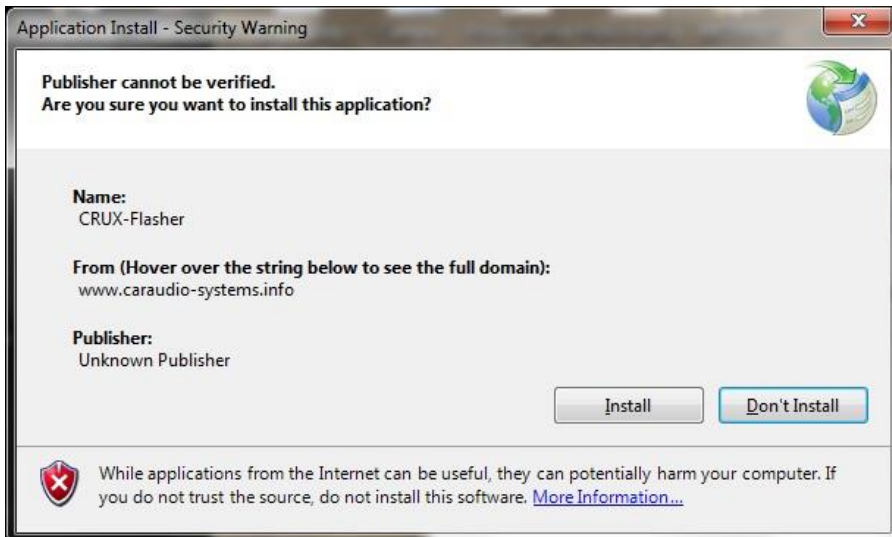 Application Install - Security Warning
Publisher cannot be verified.
Are you sure you want to install this application?
Name:
CRUX-Flasher
From (Hover over the string below to see the full domain):
www.caraudio-systems.info
Publisher:
Unknown Publisher
Install
Don't Install
While applications from the Internet can be useful, they can potentially harm your computer. If
you do not trust the source, do not install this software. More Information...